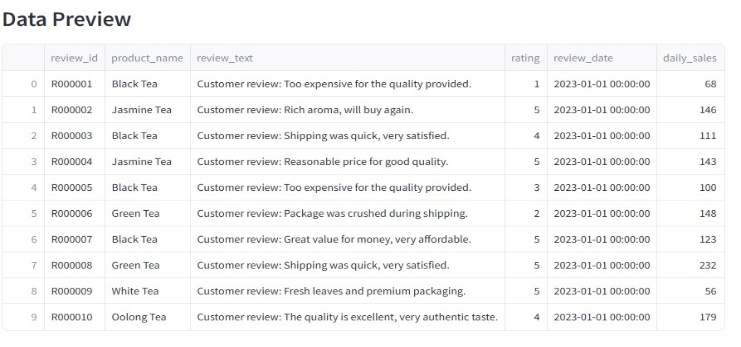 Data Preview
review_id product_name review_text rating review_date daily_sales
0 R000001 Black Tea Customer review: Too expensive for the quality provided. 1 2023-01-01 00:00:00 68
1 R000002 Jasmine Tea Customer review: Rich aroma, will buy again. 5 2023-01-01 00:00:00 146
2 R000003 Black Tea Customer review: Shipping was quick, very satisfied. 4 2023-01-01 00:00:00 111
3 R000004 Jasmine Tea Customer review: Reasonable price for good quality. 5 2023-01-01 00:00:00 143
4 R000005 Black Tea Customer review: Too expensive for the quality provided. 3 2023-01-01 00:00:00 100
5 R000006 Green Tea Customer review: Package was crushed during shipping. 2 2023-01-01 00:00:00 148
6 R000007 Black Tea Customer review: Great value for money, very affordable. 5 2023-01-01 00:00:00 123
7 R000008 Green Tea Customer review: Shipping was quick, very satisfied. 5 2023-01-01 00:00:00 232
8 R000009 White Tea Customer review: Fresh leaves and premium packaging. 5 2023-01-01 00:00:00 56
9 R000010 Oolong Tea Customer review: The quality is excellent, very authentic taste. 4 2023-01-01 00:00:00 179